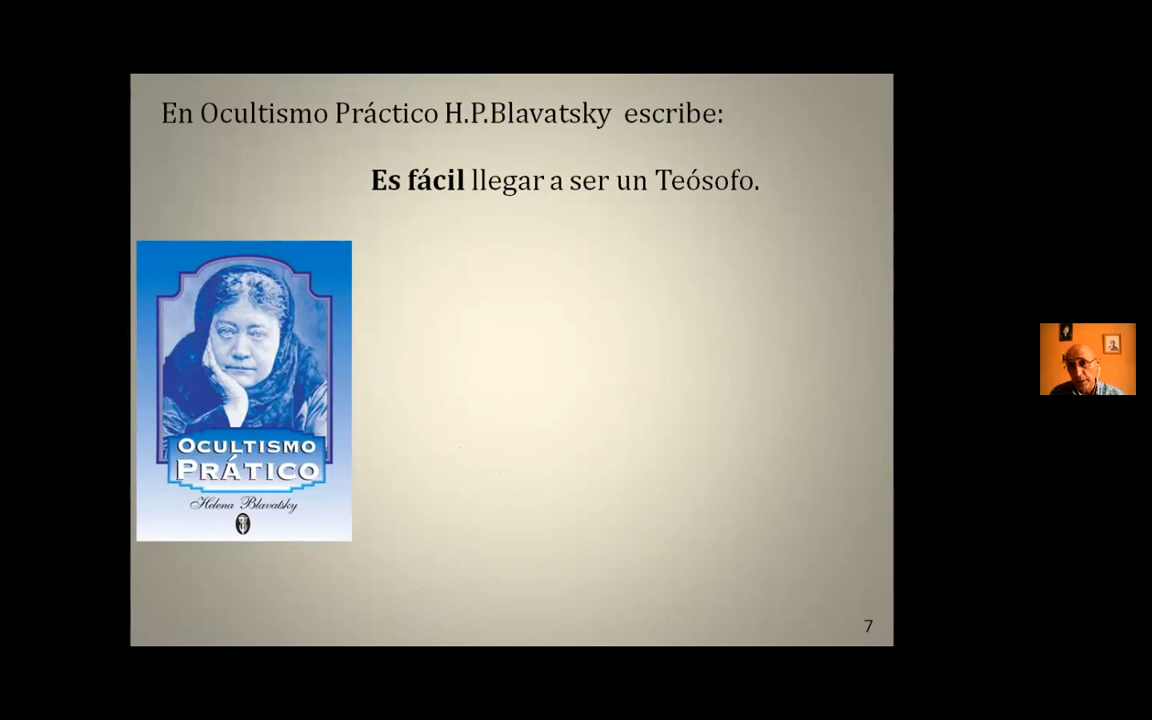 En Ocultismo Práctico H.P.Blavatsky escribe:
Es fácil llegar a ser un Teósofo.
OCULTISMO
PRÁTICO
Helena Blavatsky
7